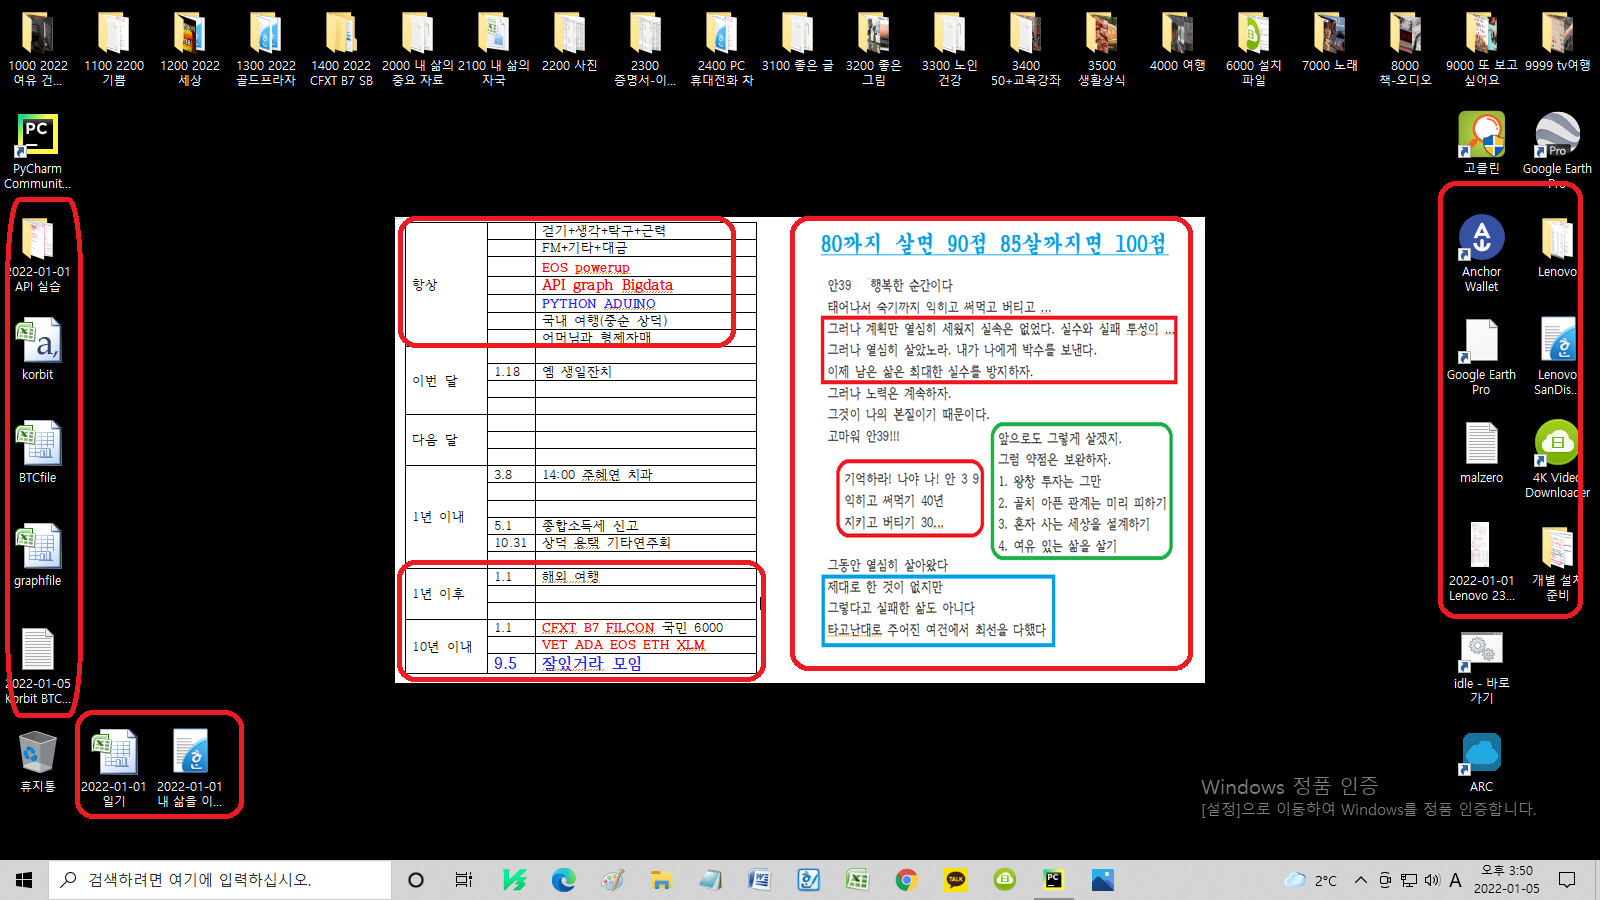 1000 2022
여유 건...
1100 2200
기쁨
1200 2022
세상
1300 2022
골드프라자
1400 2022
CFXT B7 SB
2000 내 삶의
중요 자료
2100 내 삶의
자국
2200 사진
2300
증명서-이...
2400 PC
휴대전화 차
3100 좋은 글
3200 좋은
그림
3300 노인
건강
3400
50+교육강좌
3500
생활상식
4000 여행
6000 설치
파일
7000 노래
8000
책-오디오
9000 또 보고
싶어요
9999 tv여행
PC
PyCharm
Communit...
고클린
Pro
Google Earth
Pro
2022-01-01
API 실습
korbit
BTCfile
graphfile
2022-01-05
Korbit BTC...
휴지통
2022-01-01
일기
2022-01-01
내 삶을 이...
항상
걷기+생각+탁구+근력
FM+기타+대금
EOS powerup
API graph Bigdata
PYTHON ADUINO
국내 여행(중순 상덕)
어머님과 형제자매
이번 달
1.18 옘 생일잔치
다음 달
1년 이내
3.8 14:00 주혜연 치과
5.1 종합소득세 신고
10.31 상덕 용택 기타연주회
1년 이후
1.1 해외 여행
10년 이내
1.1 CFXT B7 FILCON 국민 6000
VET ADA EOS ETH XLM
9.5 잘있거라 모임
80까지 살면 90점 85살까지면 100점
안39 행복한 순간이다
태어나서 죽기까지 익히고 써먹고 버티고 ...
그러나 계획만 열심히 세웠지 실속은 없었다. 실수와 실패 투성이 ...
그러나 열심히 살았노라. 내가 나에게 박수를 보낸다.
이제 남은 삶은 최대한 실수를 방지하자.
그러나 노력은 계속하자.
그것이 나의 본질이기 때문이다.
고마워 안39!!!
기억하라! 나야 나! 안 3 9
익히고 써먹기 40년
지키고 버티기 30...
앞으로도 그렇게 살겠지.
그럼 약점은 보완하자.
1. 왕창 투자는 그만
2. 골치 아픈 관계는 미리 피하기
3. 혼자 사는 세상을 설계하기
4. 여유 있는 삶을 살기
그동안 열심히 살아왔다
제대로 한 것이 없지만
그렇다고 실패한 삶도 아니다
타고난대로 주어진 여건에서 최선을 다했다
Anchor
Wallet
Lenovo
Google Earth
Pro
Lenovo
SanDis...
malzero
4K Video
Downloader
2022-01-01
Lenovo 23...
개별 설치
준비
idle - 바로
가기
ARC
Windows 정품 인증
[설정]으로 이동하여 Windows를 정품 인증합니다.
검색하려면 여기에 입력하십시오.
TALK
PC
2°C
A
오후 3:50
2022-01-05